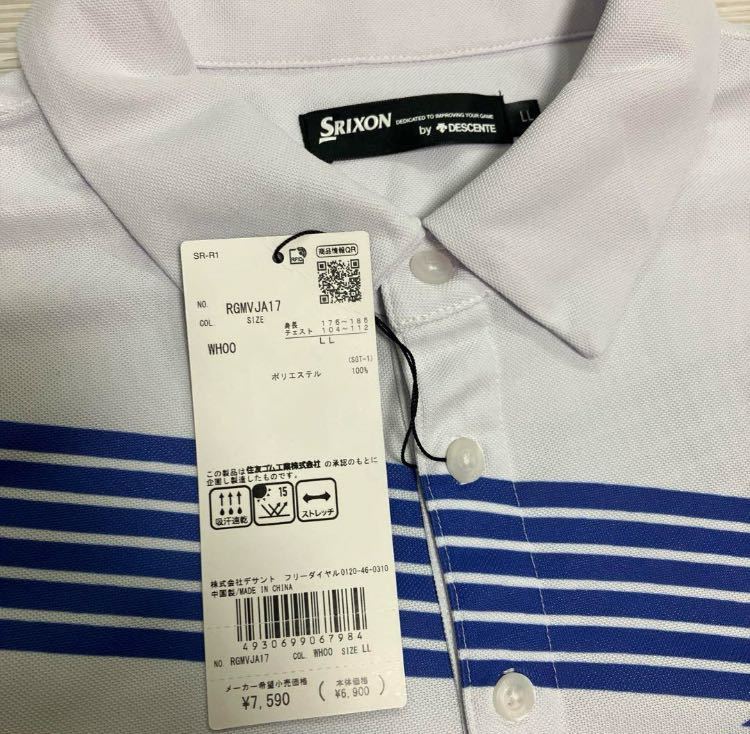 SRIXON DEDICATED TO IMPROVING YOUR GAME
by DESCENTE
LL
SR-R1
RFID
商品情報QR
NO. RGMVJA17
COL. SIZE
身長 176~186
チェスト 104~112
WH00 LL
(SGT-1)
ポリエステル 100%
この製品は住友ゴム工業株式会社の承認のもとに
企画し製造したものです。
吸汗速乾
15
ストレッチ
株式会社デサント フリーダイヤル0120-46-0310
中国製/MADE IN CHINA
4930699067984
NO. RGMVJA17 COL. WH00 SIZE LL
メーカー希望小売価格
¥7,590
(本体価格
¥6,900)